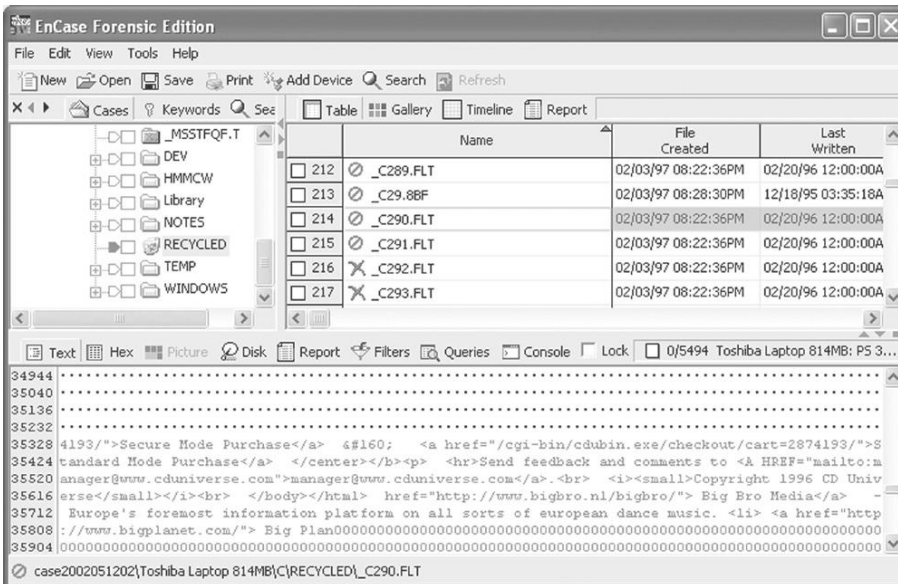 EnCase Forensic Edition
File Edit View Tools Help
New Open Save Print Add Device Search Refresh
Cases Keywords Sea Table Gallery Timeline Report
_MSSTFQF.T
DEV
HMMCW
Library
NOTES
RECYCLED
TEMP
WINDOWS
Name File Created Last Written
212 _C289.FLT 02/03/97 08:22:36PM 02/20/96 12:00:00A
213 _C29.8BF 02/03/97 08:28:30PM 12/18/95 03:35:18A
214 _C290.FLT 02/03/97 08:22:36PM 02/20/96 12:00:00A
215 _C291.FLT 02/03/97 08:22:36PM 02/20/96 12:00:00A
216 _C292.FLT 02/03/97 08:22:36PM 02/20/96 12:00:00A
217 _C293.FLT 02/03/97 08:22:36PM 02/20/96 12:00:00A
Text Hex Picture Disk Report Filters Queries Console Lock 0/5494 Toshiba Laptop 814MB: PS 3...
34944
35040
35136
35232
35328 4193/">Secure Mode Purchase</a> &#160; <a href="/cgi-bin/cdubin.exe/checkout/cart=2874193/">S
35424 tandard Mode Purchase</a> </center></b><p> <hr>Send feedback and comments to <A HREF="mailto:m
35520 anager@www.cduniverse.com">manager@www.cduniverse.com</a>.<br> <i><small>Copyright 1996 CD Univ
35616 erse</small></i><br> </body></html> href="http://www.bigbro.nl/bigbro/"> Big Bro Media</a> -
35712 Europe's foremost information platform on all sorts of european dance music. <li> <a href="http
35808 ://www.bigplanet.com/"> Big Plan00000000000000000000000000000000000000000000000000000000000000
35904 00000000000000000000000000000000000000000000000000000000000000000000000000000000000000000000000
case2002051202\Toshiba Laptop 814MB\C\RECYCLED\_C290.FLT